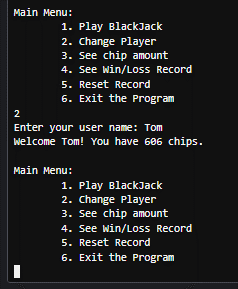 Main Menu:
1. Play BlackJack
2. Change Player
3. See chip amount
4. See Win/Loss Record
5. Reset Record
6. Exit the Program
2
Enter your user name: Tom
Welcome Tom! You have 606 chips.
Main Menu:
1. Play BlackJack
2. Change Player
3. See chip amount
4. See Win/Loss Record
5. Reset Record
6. Exit the Program